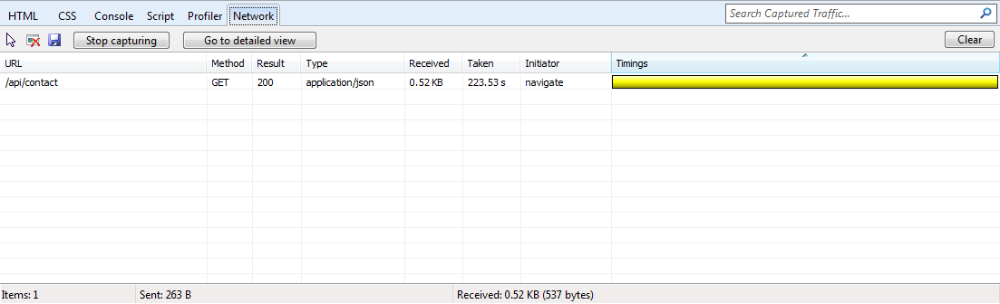 HTML CSS Console Script Profiler Network Search Captured Traffic...
Stop capturing Go to detailed view Clear
URL Method Result Type Received Taken Initiator Timings
/api/contact GET 200 application/json 0.52 KB 223.53 s navigate
Items: 1 Sent: 263 B Received: 0.52 KB (537 bytes)